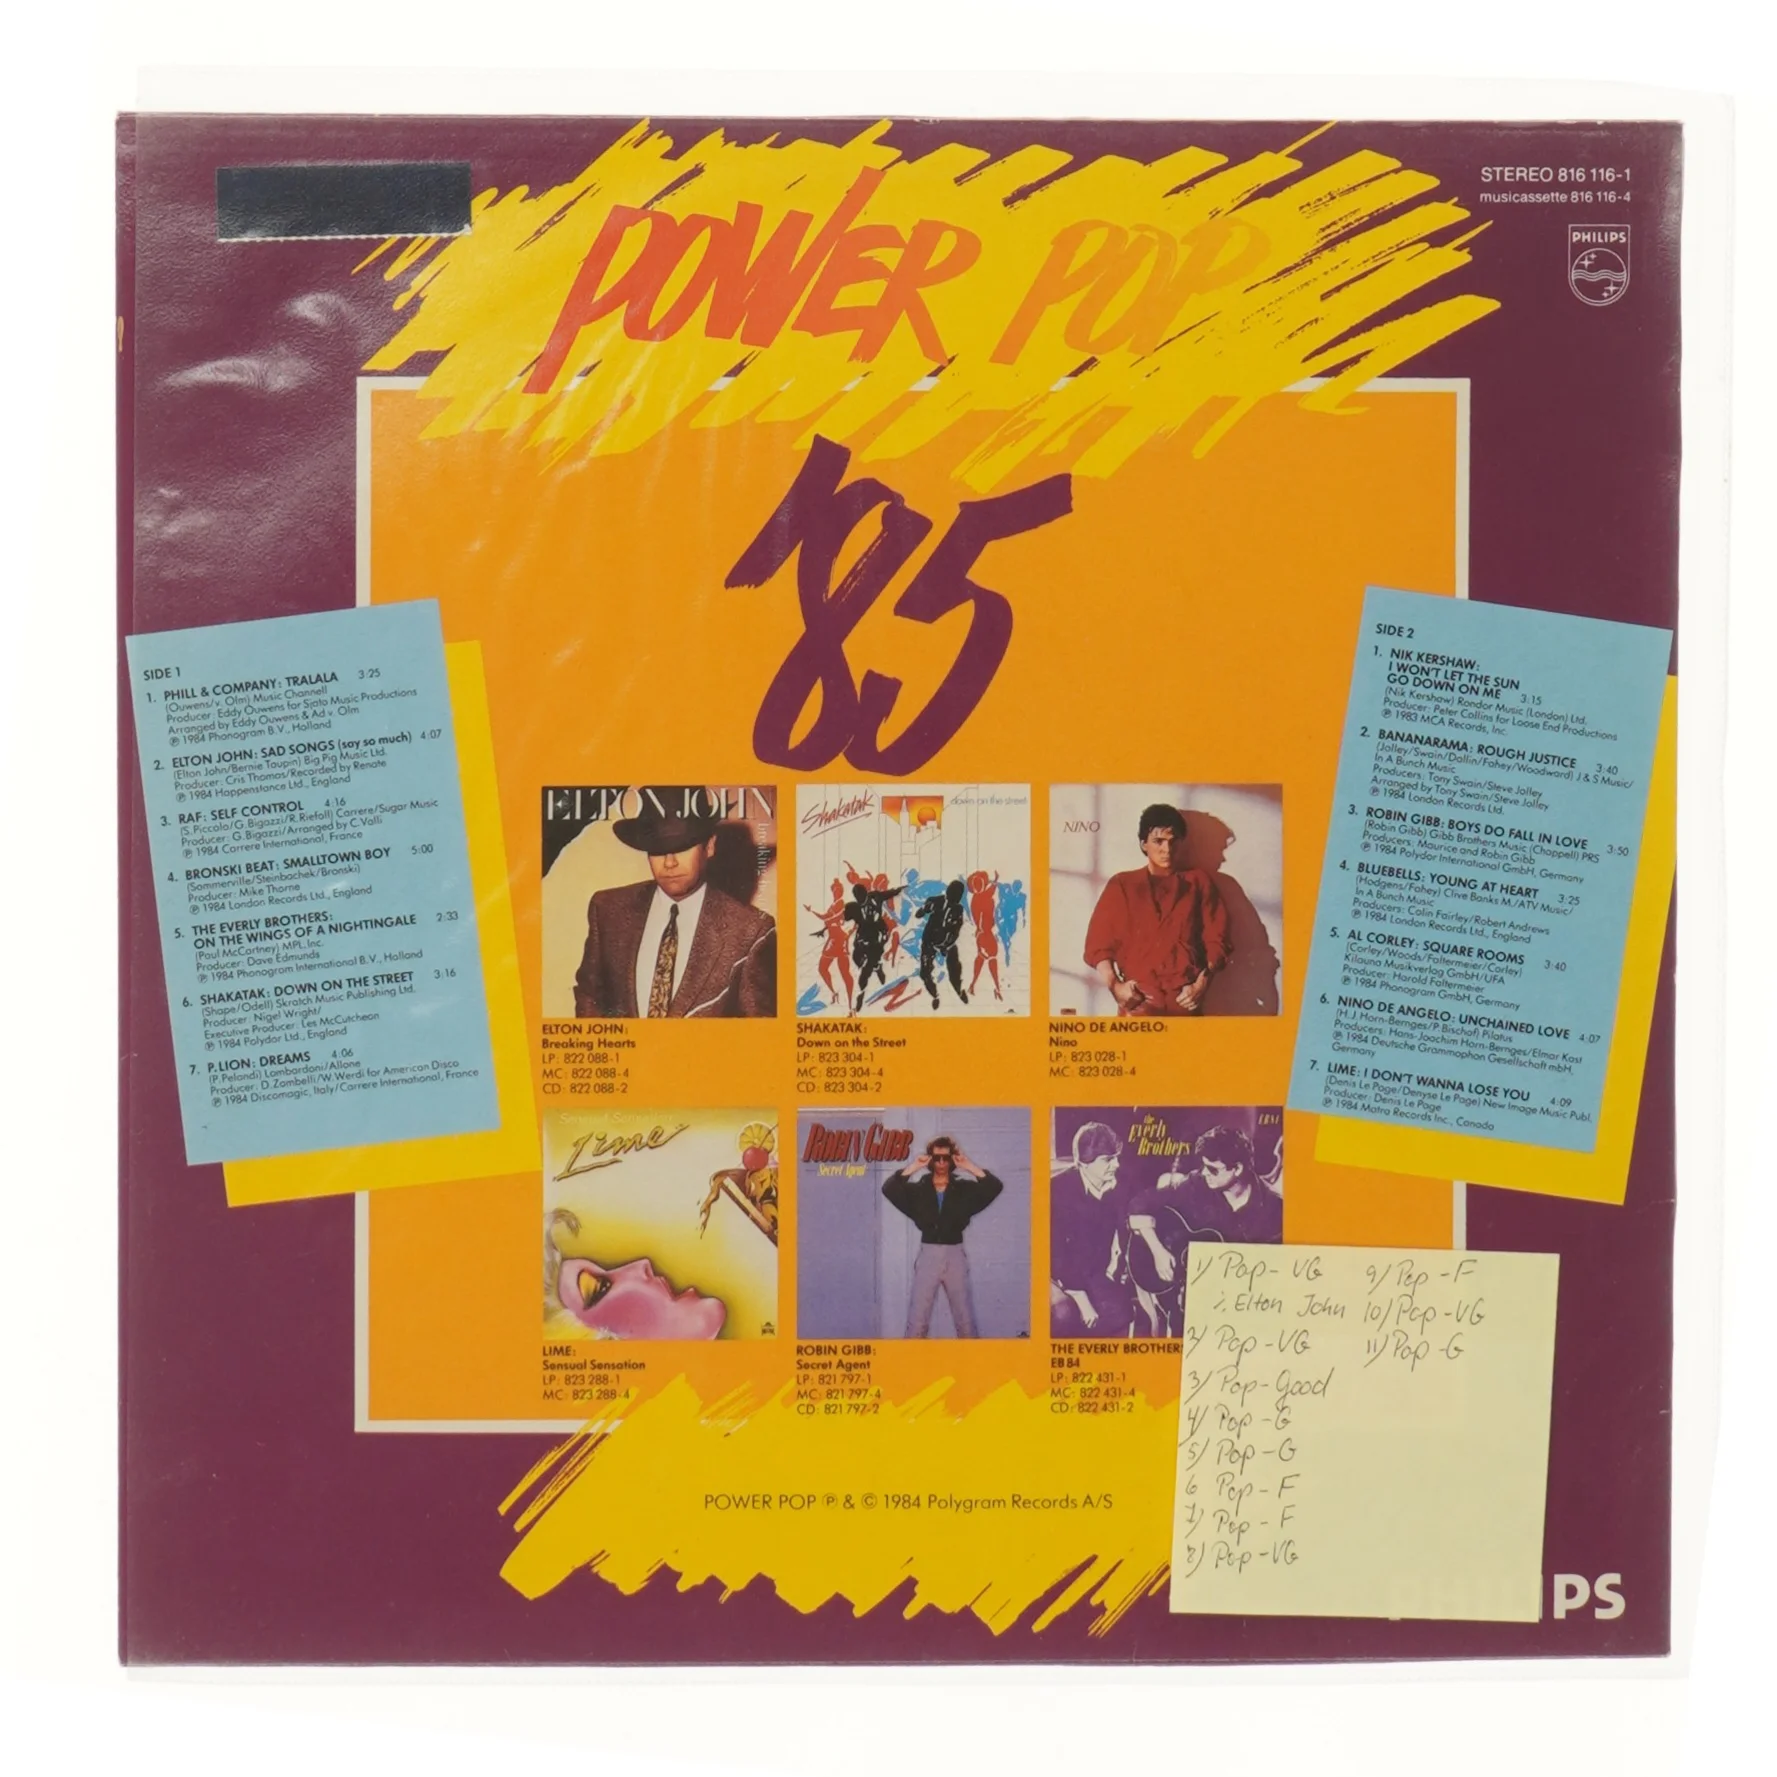 STEREO 816 116-1
musicassette 816 116-4
PHILIPS
POWER POP
'85
SIDE 1
1. PHILL & COMPANY: TRALALA 3:25
(Ouwens/v. Olm) Music Channell
Producer: Eddy Ouwens for Sjato Music Productions
Arranged by Eddy Ouwens & Ad v. Olm
℗ 1984 Phonogram B.V., Holland
2. ELTON JOHN: SAD SONGS (say so much) 4:07
(Elton John/Bernie Taupin) Big Pig Music Ltd.
Producer: Cris Thomas/Recorded by Renate
℗ 1984 Happenstance Ltd., England
3. RAF: SELF CONTROL 4:16
(S.Piccolo/G.Bigazzi/R.Riefoll) Carrere/Sugar Music
Producer: G.Bigazzi/Arranged by C.Valli
℗ 1984 Carrere International, France
4. BRONSKI BEAT: SMALLTOWN BOY 5:00
(Sommerville/Steinbachek/Bronski)
Producer: Mike Thorne
℗ 1984 London Records Ltd., England
5. THE EVERLY BROTHERS:
ON THE WINGS OF A NIGHTINGALE 2:33
(Paul McCartney) MPL, Inc.
Producer: Dave Edmunds
℗ 1984 Phonogram International B.V., Holland
6. SHAKATAK: DOWN ON THE STREET 3:16
(Shape/Odell) Skratch Music Publishing Ltd.
Producer: Nigel Wright/
Executive Producer: Les McCutcheon
℗ 1984 Polydor Ltd., England
7. P.LION: DREAMS 4:06
(P.Pelandi) Lombardoni/Allone
Producer: D.Zambelli/W.Werdi for American Disco
℗ 1984 Discomagic, Italy/Carrere International, France
SIDE 2
1. NIK KERSHAW:
I WON'T LET THE SUN
GO DOWN ON ME 3:15
(Nik Kershaw) Rondor Music (London) Ltd.
Producer: Peter Collins for Loose End Productions
℗ 1983 MCA Records, Inc.
2. BANANARAMA: ROUGH JUSTICE 3:40
(Jolley/Swain/Dallin/Fahey/Woodward) J & S Music/
In A Bunch Music
Producers: Tony Swain/Steve Jolley
Arranged by Tony Swain/Steve Jolley
℗ 1984 London Records Ltd.
3. ROBIN GIBB: BOYS DO FALL IN LOVE 3:50
(Robin Gibb) Gibb Brothers Music (Chappell) PRS
Producers: Maurice and Robin Gibb
℗ 1984 Polydor International GmbH, Germany
4. BLUEBELLS: YOUNG AT HEART 3:25
(Hodgens/Fahey) Clive Banks M./ATV Music/
In A Bunch Music
Producers: Colin Fairley/Robert Andrews
℗ 1984 London Records Ltd., England
5. AL CORLEY: SQUARE ROOMS 3:40
(Corley/Woods/Faltermeier/Corley)
Kilauna Musikverlag GmbH/UFA
Producer: Harold Faltermeier
℗ 1984 Phonogram GmbH, Germany
6. NINO DE ANGELO: UNCHAINED LOVE 4:07
(H.J.Horn-Bernges/P.Bischof) Pilatus
Producers: Hans-Joachim Horn-Bernges/Elmar Kast
℗ 1984 Deutsche Grammophon Gesellschaft mbH,
Germany
7. LIME: I DON'T WANNA LOSE YOU 4:09
(Denis Le Page/Denyse Le Page) New Image Music Publ.
Producer: Denis Le Page
℗ 1984 Matra Records Inc., Canada
ELTON JOHN
breaking
Shakatak
down on the street
NINO
ELTON JOHN:
Breaking Hearts
LP: 822 088-1
MC: 822 088-4
CD: 822 088-2
SHAKATAK:
Down on the Street
LP: 823 304-1
MC: 823 304-4
CD: 823 304-2
NINO DE ANGELO:
Nino
LP: 823 028-1
MC: 823 028-4
Sensual Sensation
Lime
ROBIN GIBB
Secret Agent
the Everly Brothers
EB84
LIME:
Sensual Sensation
LP: 823 288-1
MC: 823 288-4
ROBIN GIBB:
Secret Agent
LP: 821 797-1
MC: 821 797-4
CD: 821 797-2
THE EVERLY BROTHER
EB 84
LP: 822 431-1
MC: 822 431-4
CD: 822 431-2
1) Pop - VG
Elton John
2) Pop - VG
3) Pop - Good
4) Pop - G
5) Pop - G
6 Pop - F
7) Pop - F
8) Pop - VG
9) Pop - F
10) Pop - VG
11) Pop - G
POWER POP ℗ & © 1984 Polygram Records A/S
IPS